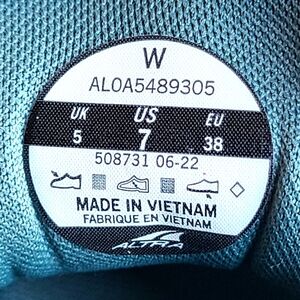 W
AL0A5489305
UK US EU
5 7 38
508731 06-22
MADE IN VIETNAM
FABRIQUE EN VIETNAM
ALTRA